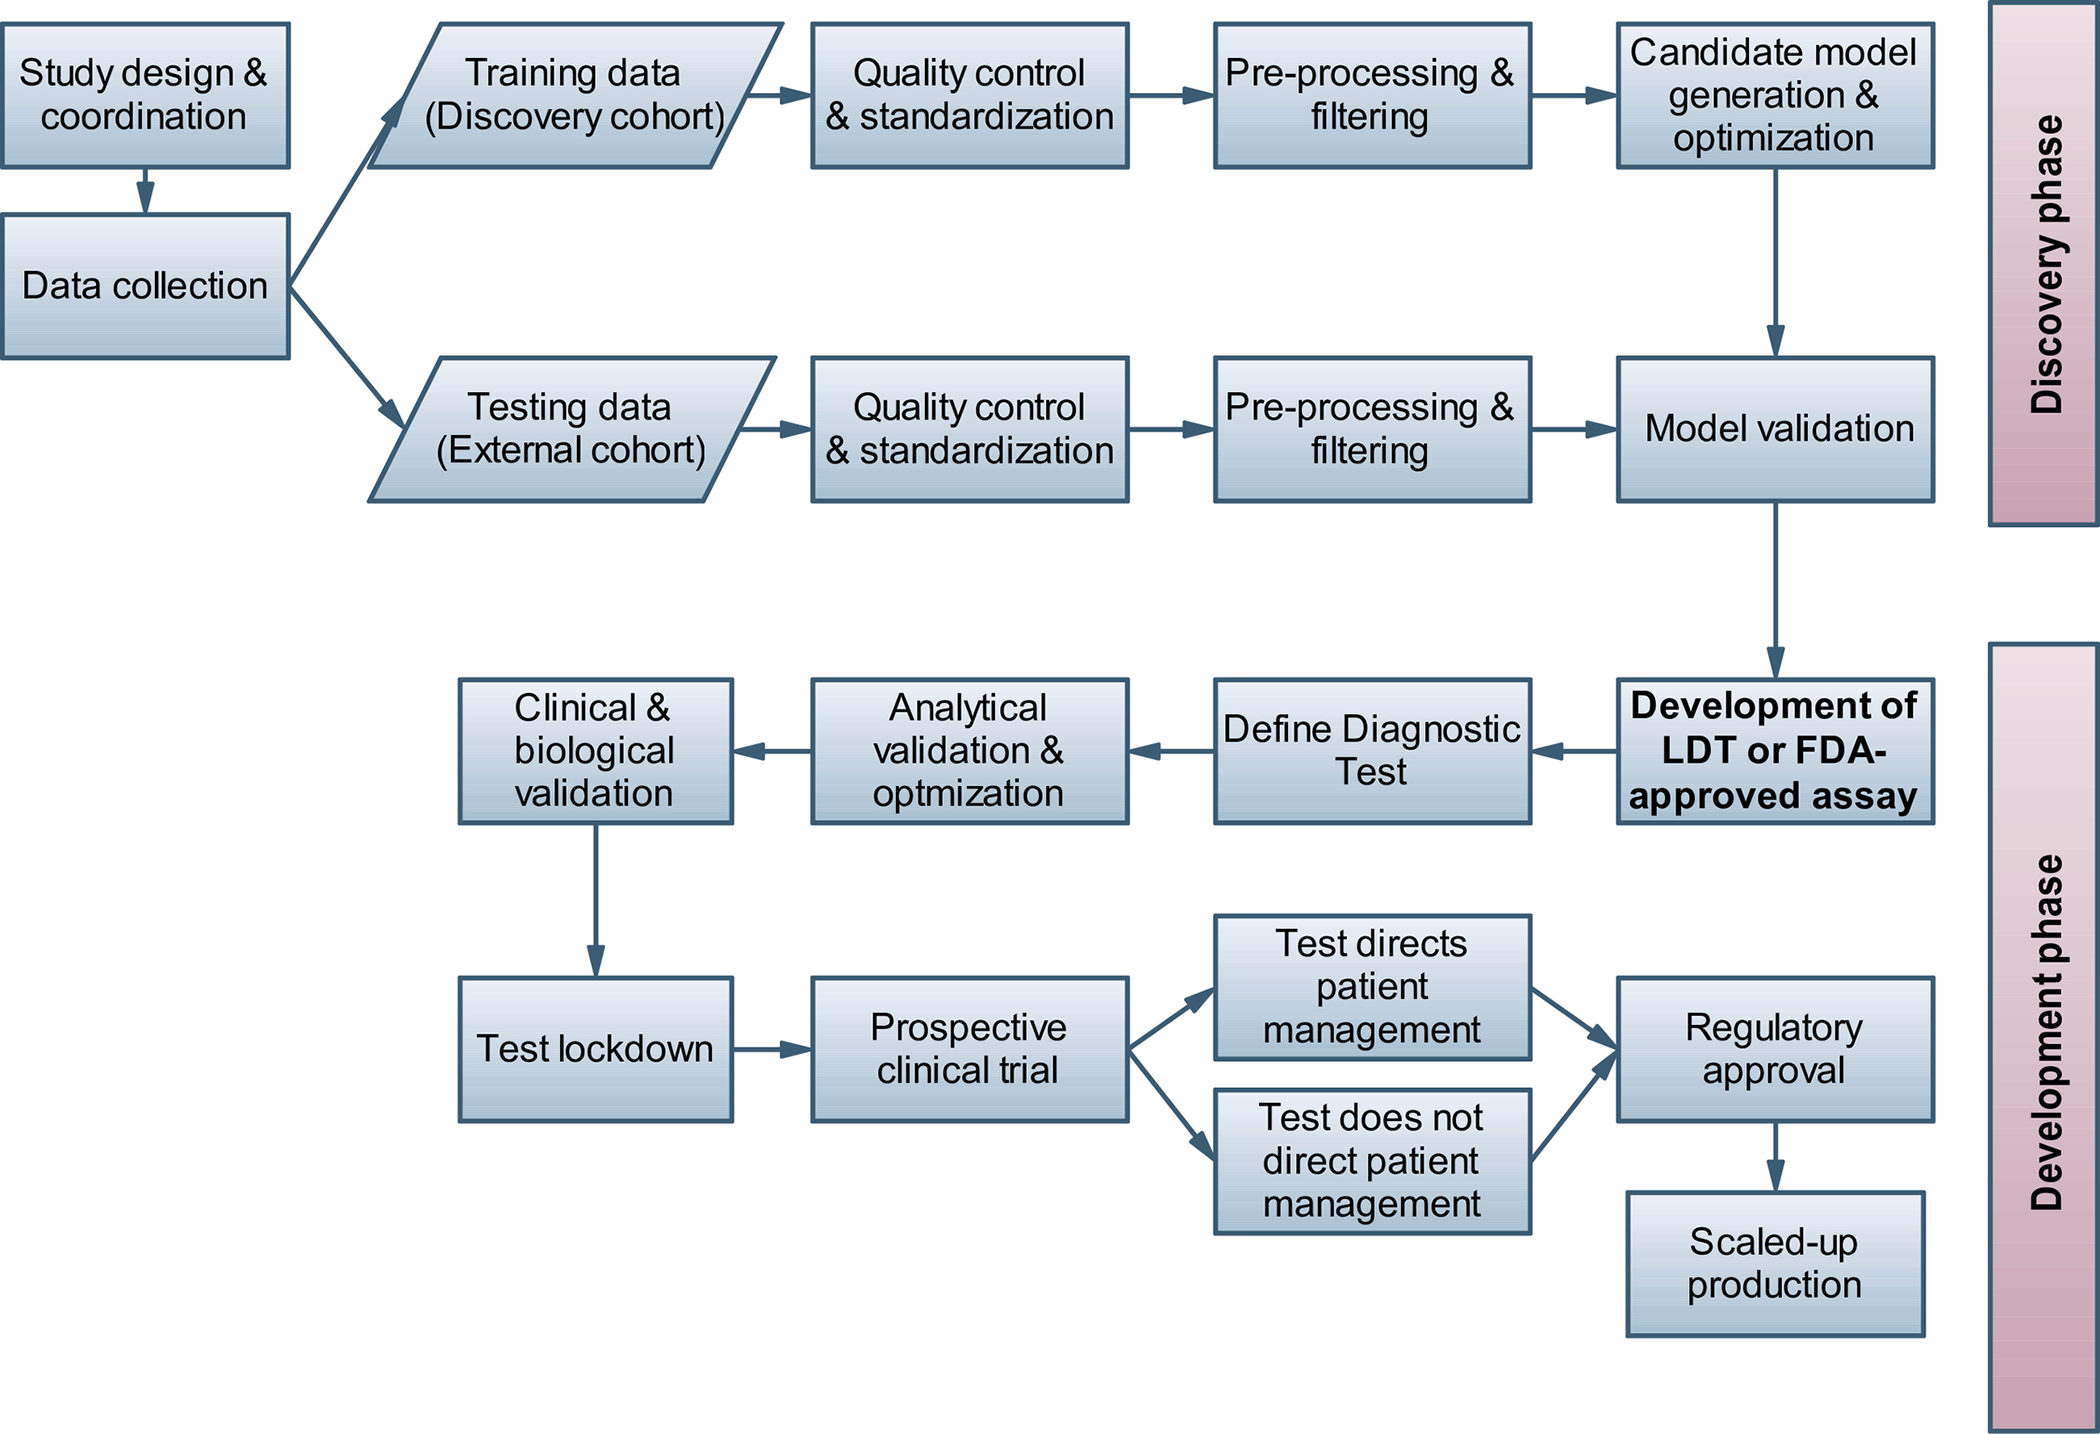 Study design &
coordination
Training data
(Discovery cohort)
Quality control
& standardization
Pre-processing &
filtering
Candidate model
generation &
optimization
Discovery phase
Data collection
Testing data
(External cohort)
Quality control
& standardization
Pre-processing &
filtering
Model validation
Development of
LDT or FDA-
approved assay
Define Diagnostic
Test
Analytical
validation &
optmization
Clinical &
biological
validation
Development phase
Test lockdown
Prospective
clinical trial
Test directs
patient
management
Test does not
direct patient
management
Regulatory
approval
Scaled-up
production